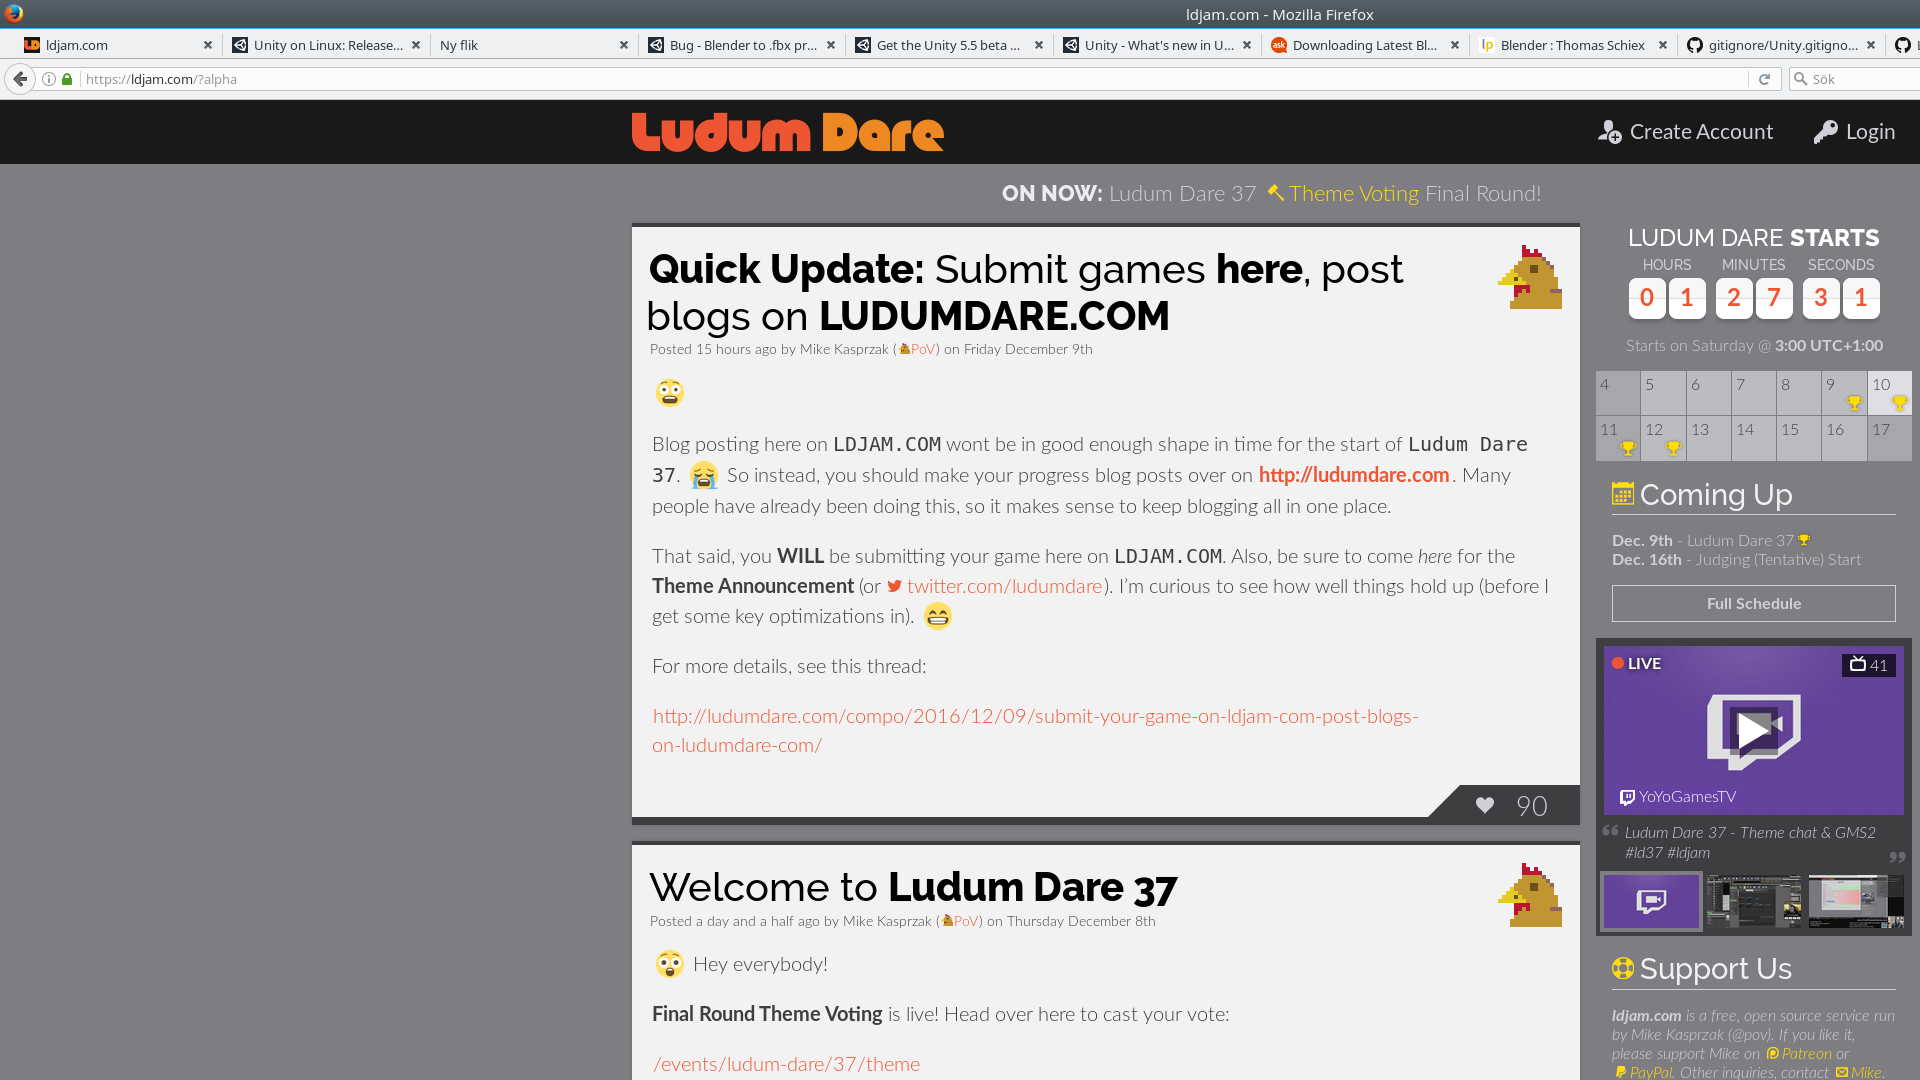 ldjam.com - Mozilla Firefox
ldjam.com
Unity on Linux: Release...
Ny flik
Bug - Blender to .fbx pr...
Get the Unity 5.5 beta ...
Unity - What's new in U...
Downloading Latest Bl...
Blender : Thomas Schiex
gitignore/Unity.gitigno...
https://ldjam.com/?alpha
Sök
Ludum Dare
Create Account
Login
ON NOW: Ludum Dare 37 Theme Voting Final Round!
Quick Update: Submit games here, post
blogs on LUDUMDARE.COM
Posted 15 hours ago by Mike Kasprzak (PoV) on Friday December 9th
Blog posting here on LDJAM.COM wont be in good enough shape in time for the start of Ludum Dare
37. So instead, you should make your progress blog posts over on http://ludumdare.com. Many
people have already been doing this, so it makes sense to keep blogging all in one place.
That said, you WILL be submitting your game here on LDJAM.COM. Also, be sure to come here for the
Theme Announcement (or twitter.com/ludumdare). I’m curious to see how well things hold up (before I
get some key optimizations in).
For more details, see this thread:
http://ludumdare.com/compo/2016/12/09/submit-your-game-on-ldjam-com-post-blogs-
on-ludumdare-com/
90
Welcome to Ludum Dare 37
Posted a day and a half ago by Mike Kasprzak (PoV) on Thursday December 8th
Hey everybody!
Final Round Theme Voting is live! Head over here to cast your vote:
/events/ludum-dare/37/theme
LUDUM DARE STARTS
HOURS MINUTES SECONDS
0 1 2 7 3 1
Starts on Saturday @ 3:00 UTC+1:00
4 5 6 7 8 9 10
11 12 13 14 15 16 17
Coming Up
Dec. 9th - Ludum Dare 37
Dec. 16th - Judging (Tentative) Start
Full Schedule
LIVE
41
YoYoGamesTV
Ludum Dare 37 - Theme chat & GMS2
#ld37 #ldjam
Support Us
ldjam.com is a free, open source service run
by Mike Kasprzak (@pov). If you like it,
please support Mike on Patreon or
PayPal. Other inquiries, contact Mike.